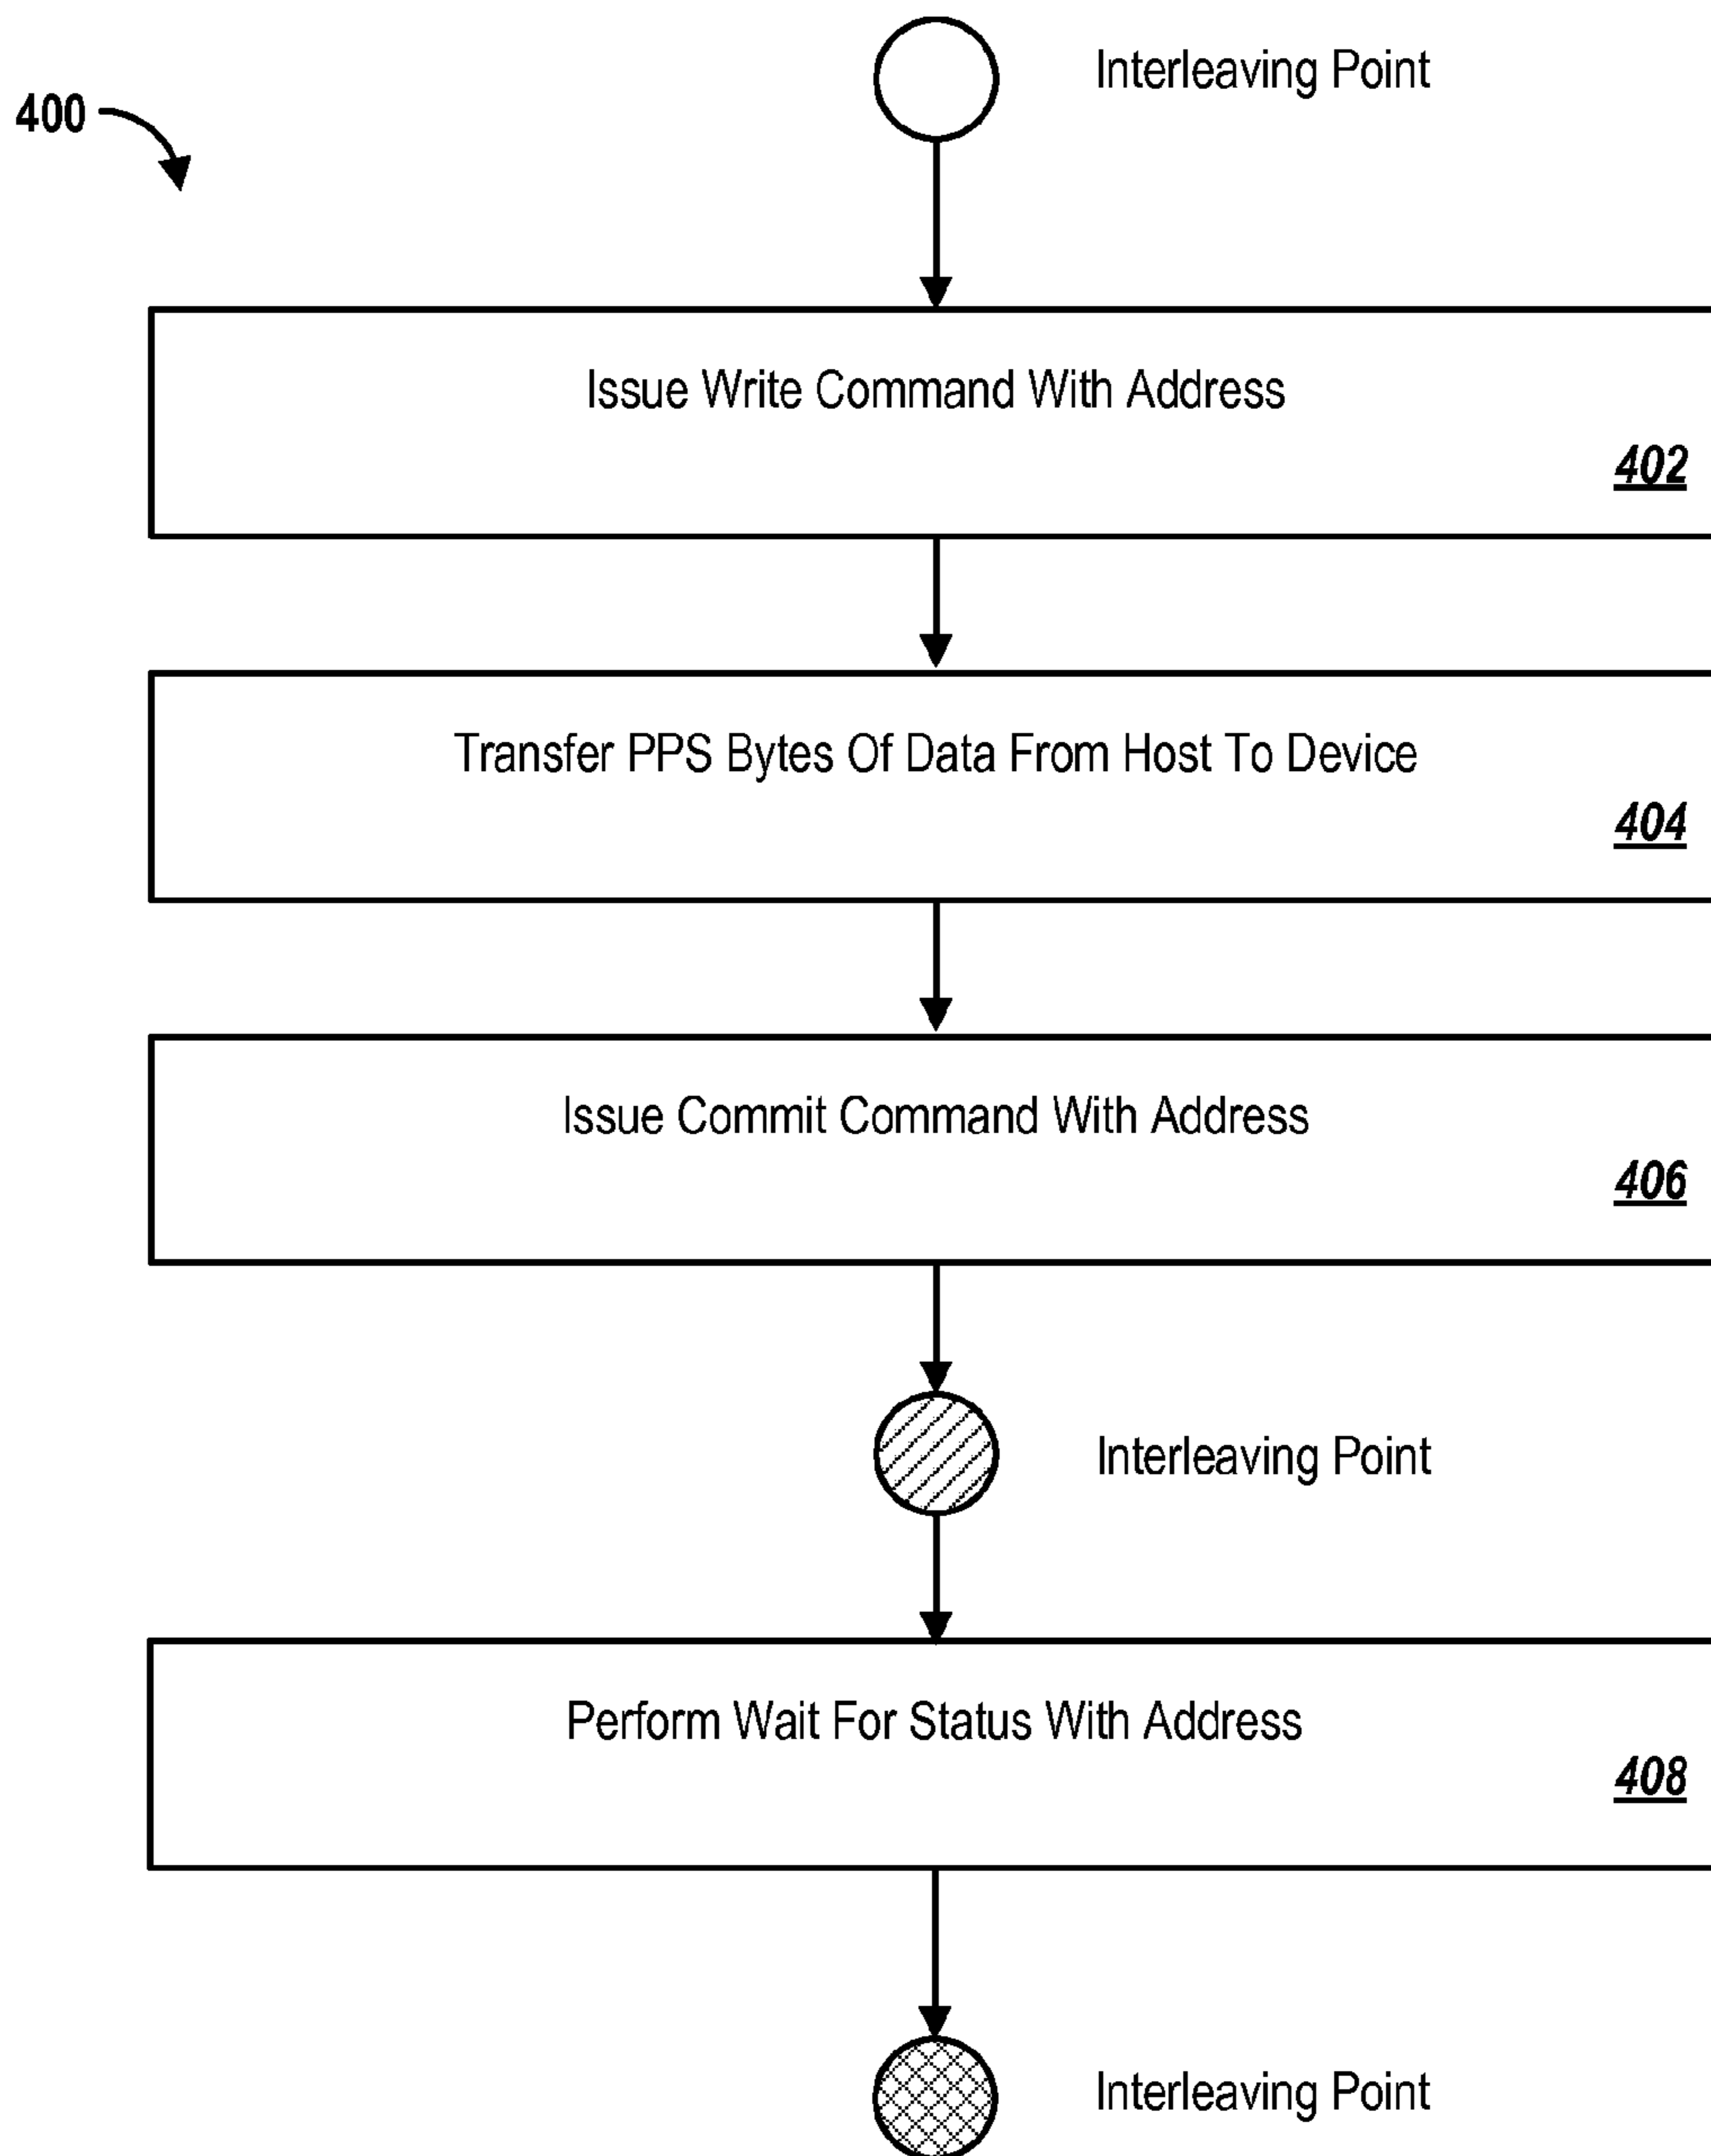 Interleaving Point
400
Issue Write Command With Address
402
Transfer PPS Bytes Of Data From Host To Device
404
Issue Commit Command With Address
406
Interleaving Point
Perform Wait For Status With Address
408
Interleaving Point